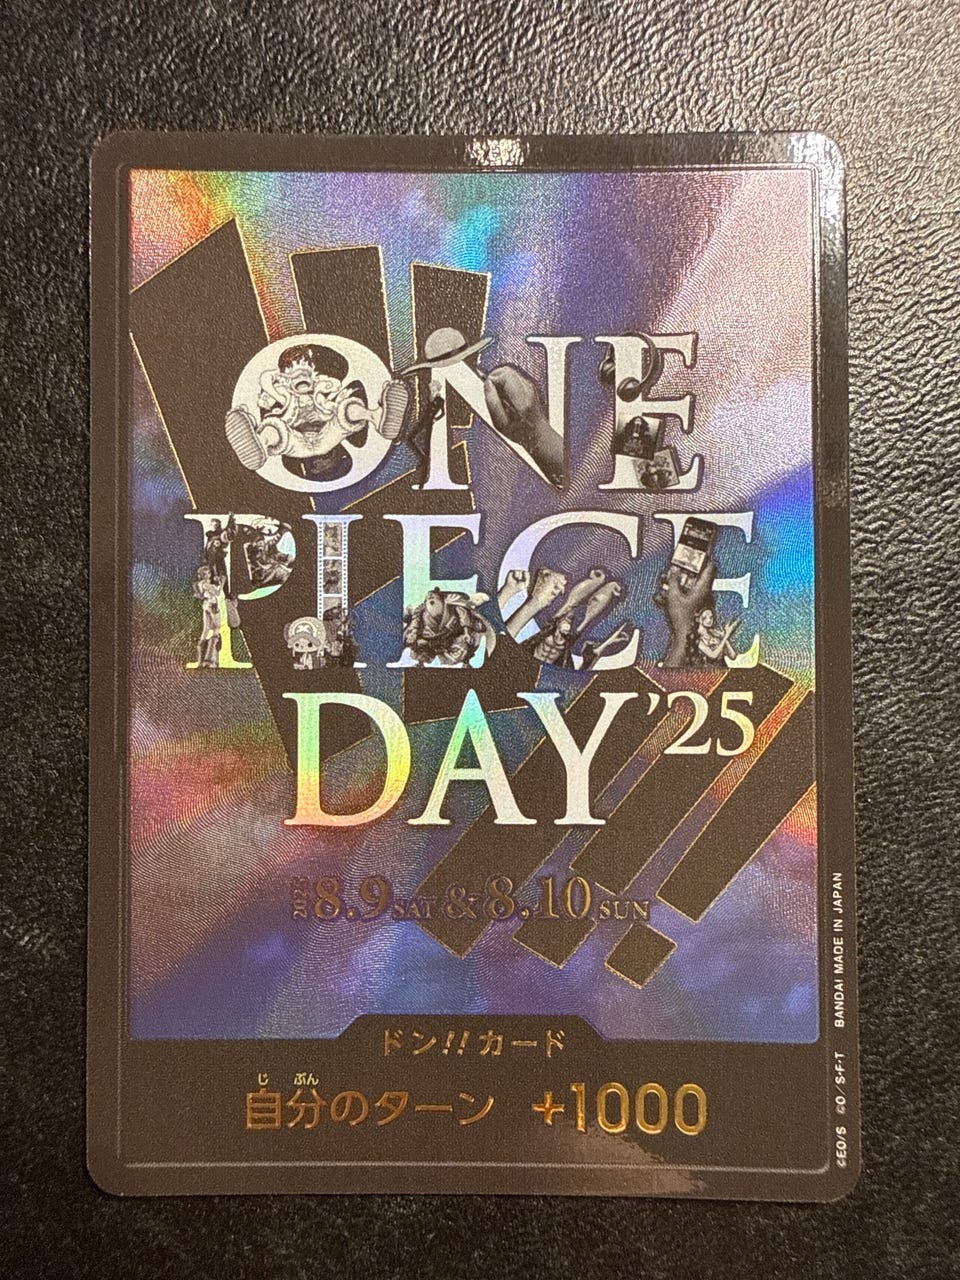 ONE
PIECE
DAY'25
2025 8.9 SAT & 8.10 SUN
ドン!!カード
じ ぶん
自分のターン +1000
©EO/S ©O/S・F・T BANDAI MADE IN JAPAN